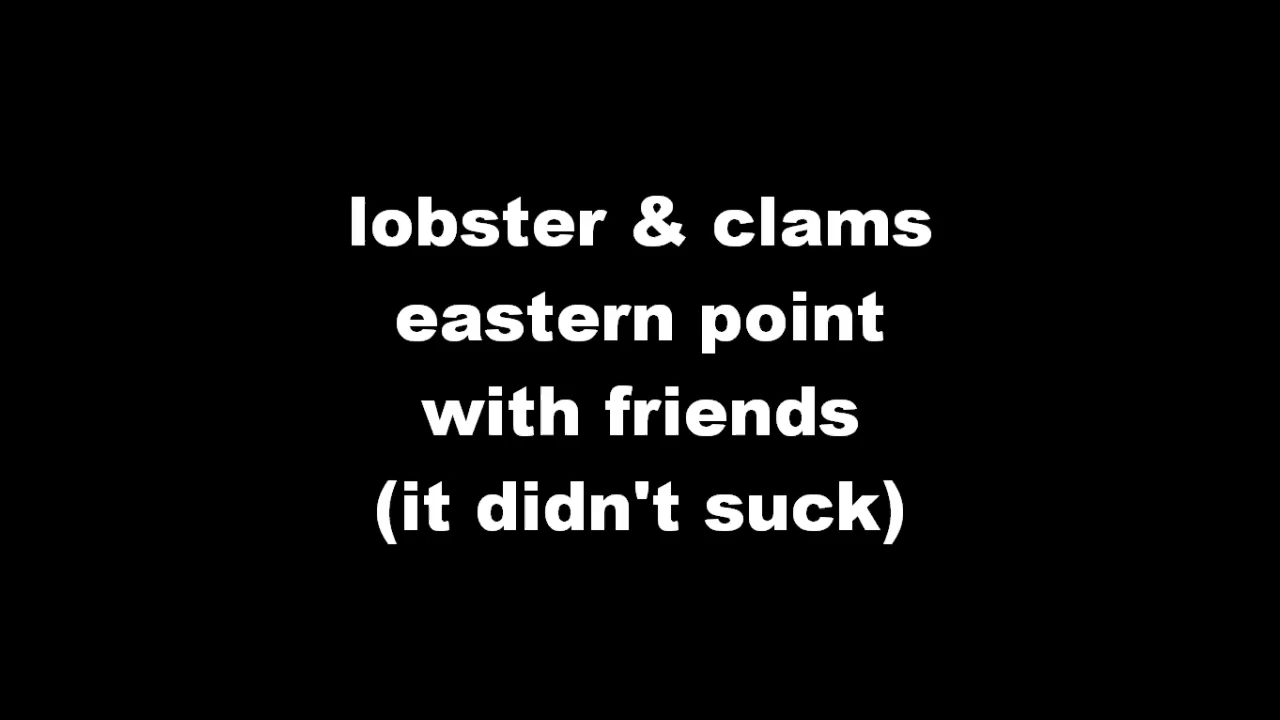 lobster & clams
eastern point
with friends
(it didn't suck)